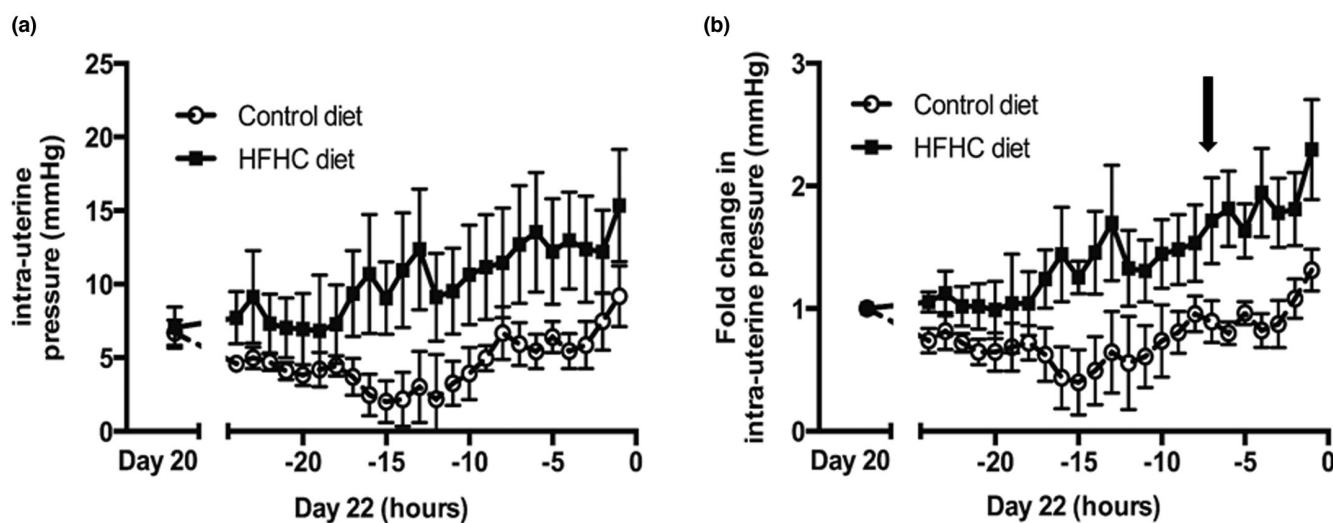 (a)
25
20
15
10
5
0
intra-uterine
pressure (mmHg)
Control diet
HFHC diet
Day 20
-20
-15
-10
-5
0
Day 22 (hours)
(b)
3
2
1
0
Fold change in
intra-uterine pressure (mmHg)
Control diet
HFHC diet
Day 20
-20
-15
-10
-5
0
Day 22 (hours)